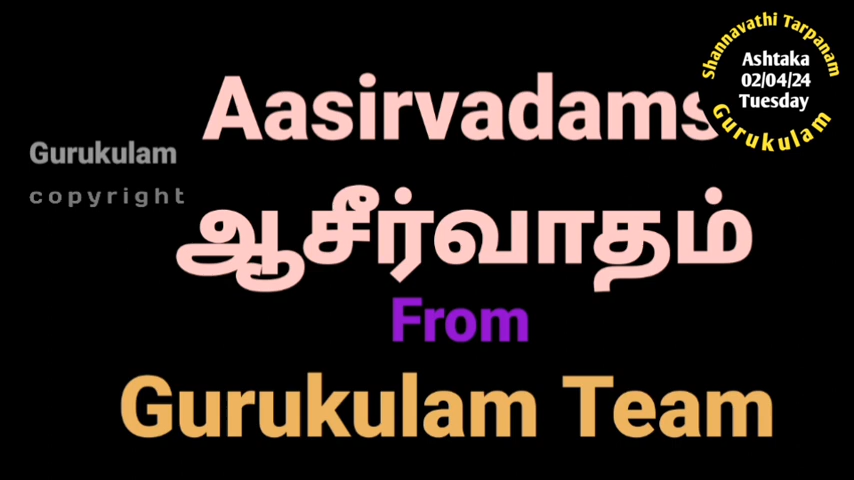 Shannavathi Tarpanam
Ashtaka
02/04/24
Tuesday
Gurukulam
Aasirvadams
Gurukulam
copyright
ஆசீர்வாதம்
From
Gurukulam Team